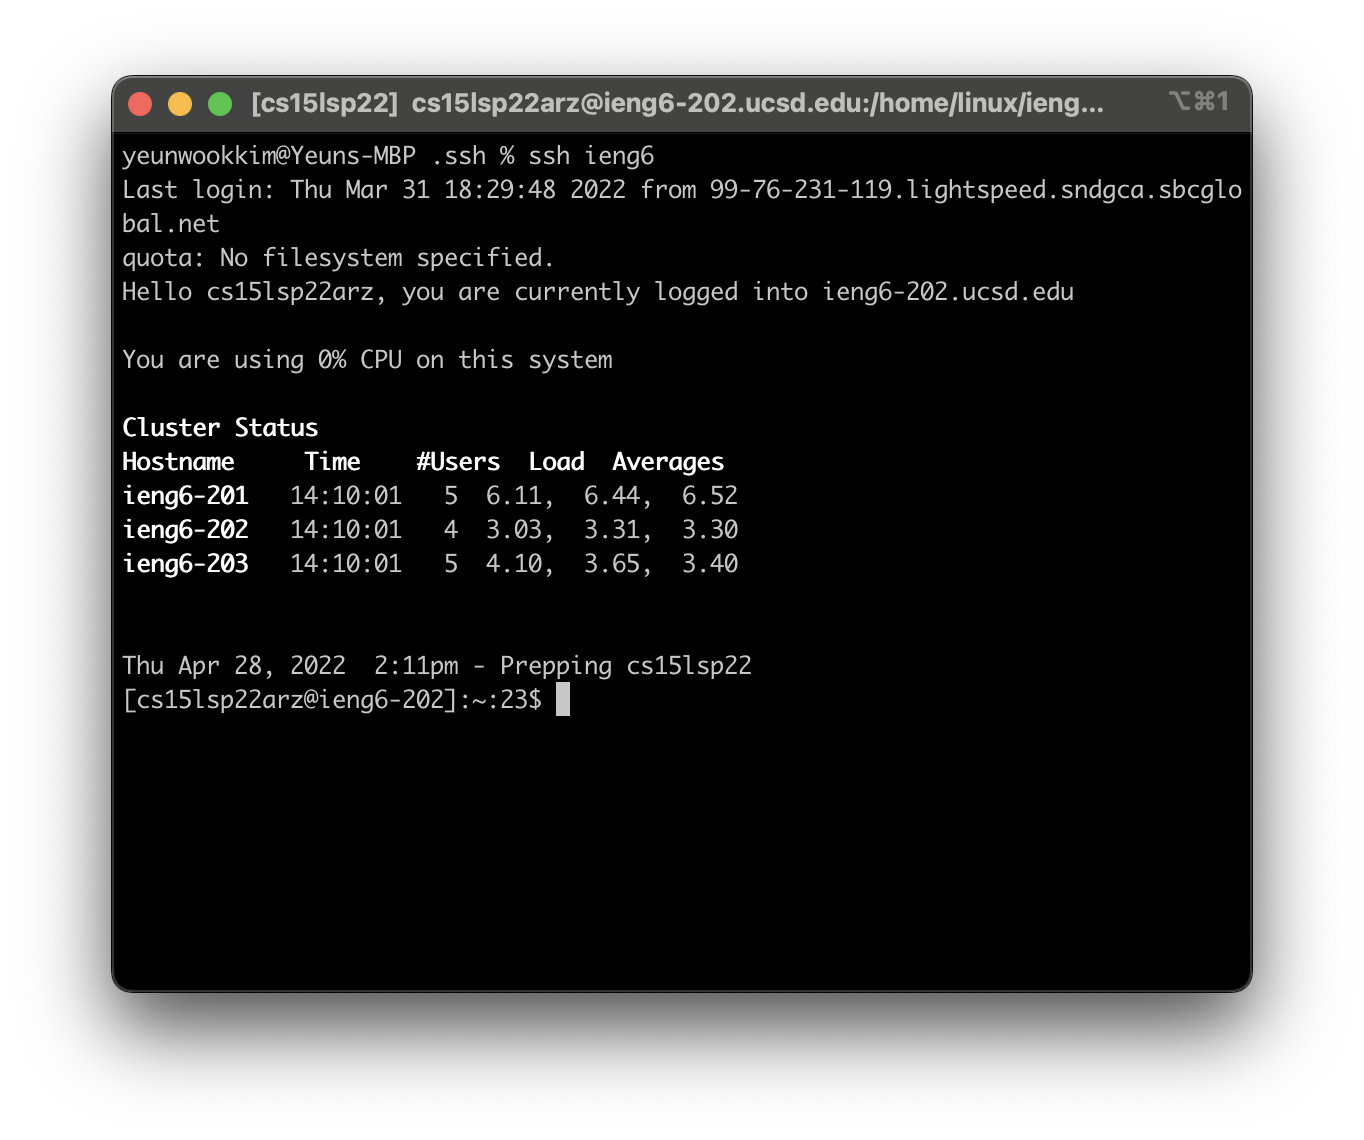 [cs15lsp22] cs15lsp22arz@ieng6-202.ucsd.edu:/home/linux/ieng... ⌥⌘1
yeunwookkim@Yeuns-MBP .ssh % ssh ieng6
Last login: Thu Mar 31 18:29:48 2022 from 99-76-231-119.lightspeed.sndgca.sbcglo
bal.net
quota: No filesystem specified.
Hello cs15lsp22arz, you are currently logged into ieng6-202.ucsd.edu
You are using 0% CPU on this system
Cluster Status
Hostname     Time    #Users  Load  Averages
ieng6-201   14:10:01   5  6.11,  6.44,  6.52
ieng6-202   14:10:01   4  3.03,  3.31,  3.30
ieng6-203   14:10:01   5  4.10,  3.65,  3.40
Thu Apr 28, 2022  2:11pm - Prepping cs15lsp22
[cs15lsp22arz@ieng6-202]:~:23$